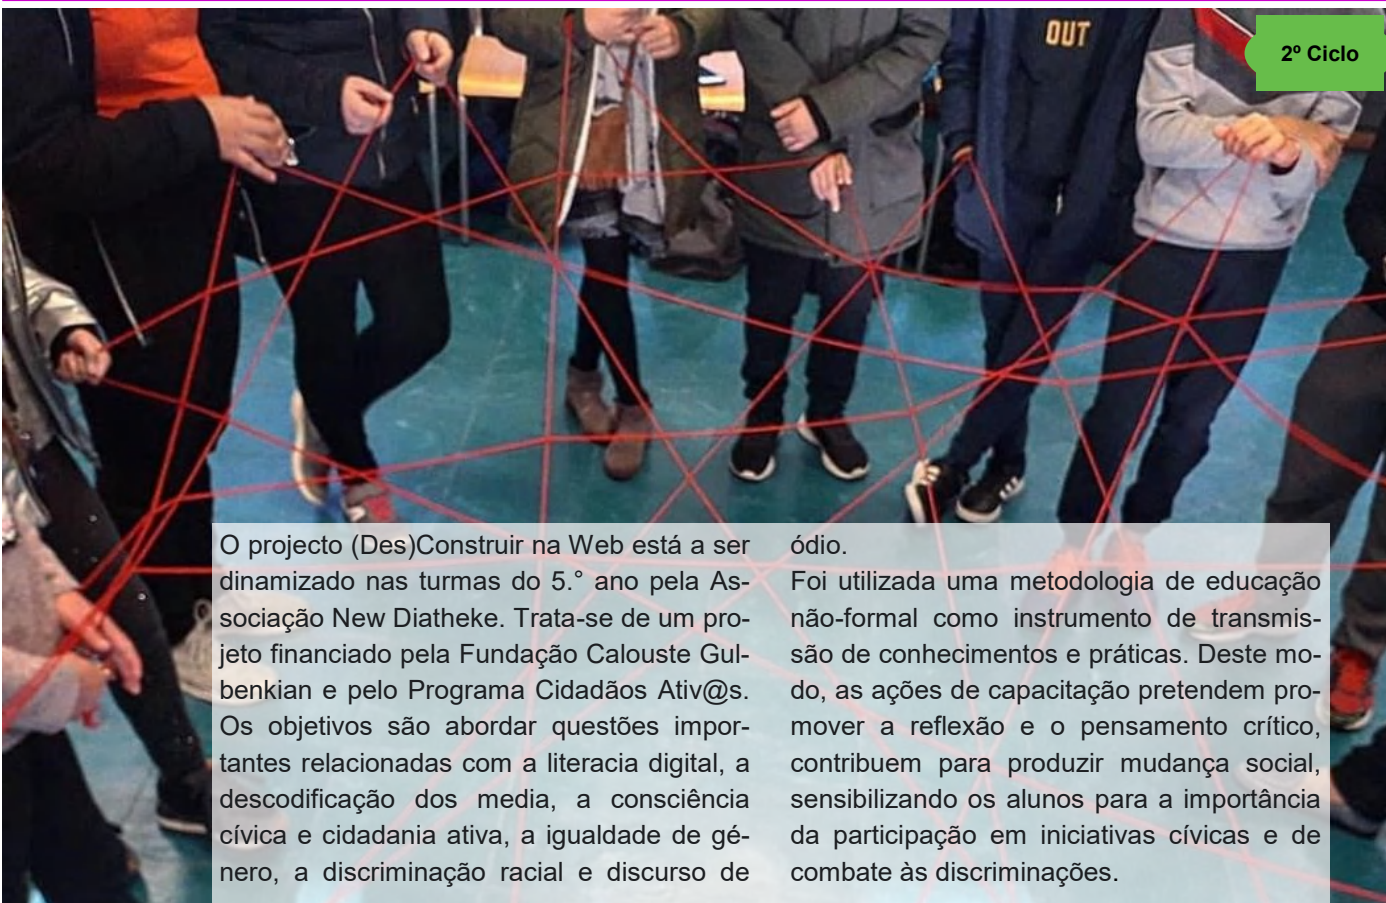 OUT
2º Ciclo
O projecto (Des)Construir na Web está a ser
dinamizado nas turmas do 5.° ano pela As-
sociação New Diatheke. Trata-se de um pro-
jeto financiado pela Fundação Calouste Gul-
benkian e pelo Programa Cidadãos Ativ@s.
Os objetivos são abordar questões impor-
tantes relacionadas com a literacia digital, a
descodificação dos media, a consciência
cívica e cidadania ativa, a igualdade de gé-
nero, a discriminação racial e discurso de
ódio.
Foi utilizada uma metodologia de educação
não-formal como instrumento de transmis-
são de conhecimentos e práticas. Deste mo-
do, as ações de capacitação pretendem pro-
mover a reflexão e o pensamento crítico,
contribuem para produzir mudança social,
sensibilizando os alunos para a importância
da participação em iniciativas cívicas e de
combate às discriminações.